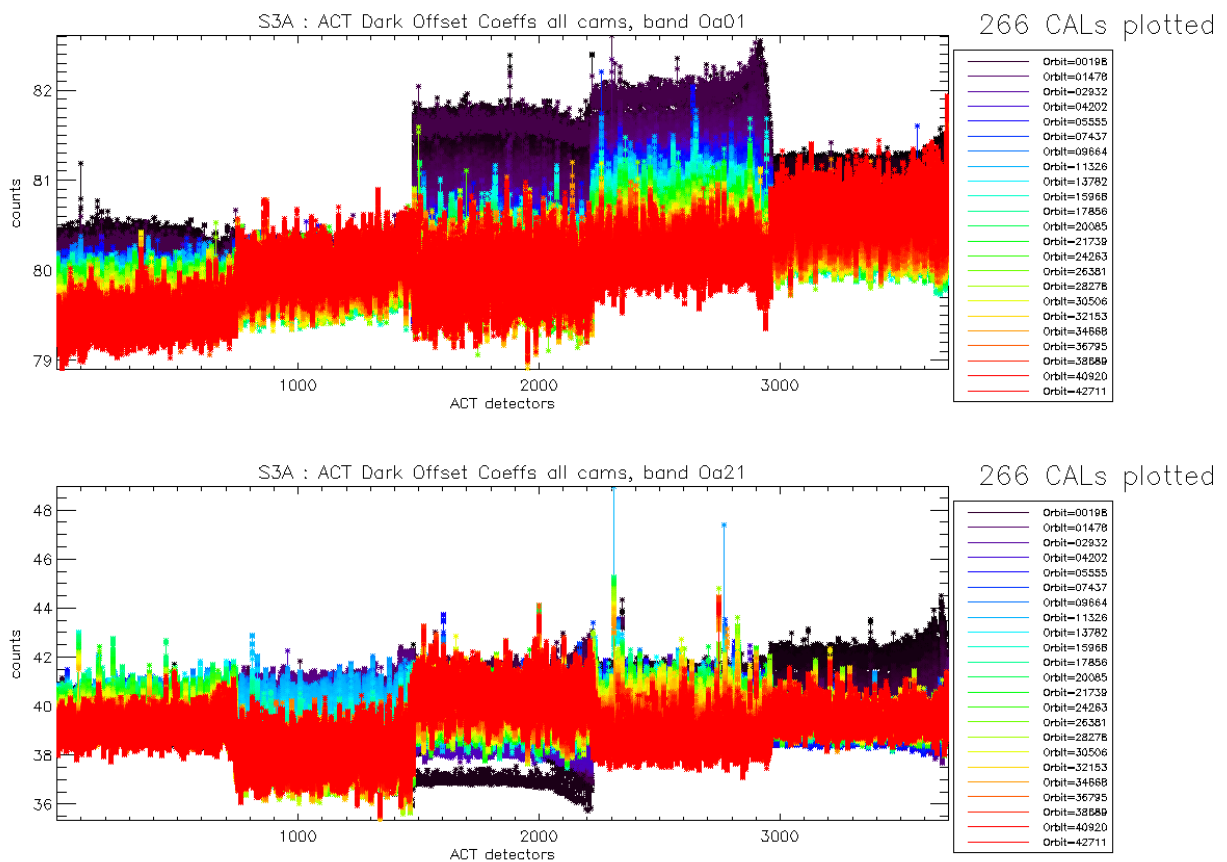 S3A : ACT Dark Offset Coeffs all cams, band Oa01
266 CALs plotted
82
81
80
79
counts
1000
2000
3000
ACT detectors
Orbit=00198
Orbit=01478
Orbit=02932
Orbit=04202
Orbit=05555
Orbit=07437
Orbit=09664
Orbit=11326
Orbit=13782
Orbit=15968
Orbit=17856
Orbit=20085
Orbit=21739
Orbit=24263
Orbit=26381
Orbit=28278
Orbit=30506
Orbit=32153
Orbit=34668
Orbit=36795
Orbit=38689
Orbit=40920
Orbit=42711
S3A : ACT Dark Offset Coeffs all cams, band Oa21
266 CALs plotted
48
46
44
42
40
38
36
counts
1000
2000
3000
ACT detectors
Orbit=00198
Orbit=01478
Orbit=02932
Orbit=04202
Orbit=05555
Orbit=07437
Orbit=09664
Orbit=11326
Orbit=13782
Orbit=15968
Orbit=17856
Orbit=20085
Orbit=21739
Orbit=24263
Orbit=26381
Orbit=28278
Orbit=30506
Orbit=32153
Orbit=34668
Orbit=36795
Orbit=38689
Orbit=40920
Orbit=42711